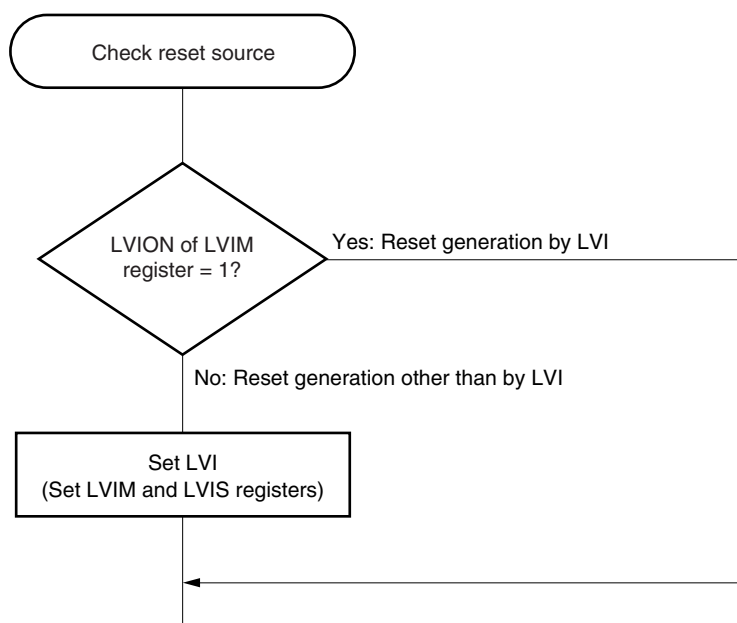 Check reset source
LVION of LVIM
register = 1?
Yes: Reset generation by LVI
No: Reset generation other than by LVI
Set LVI
(Set LVIM and LVIS registers)